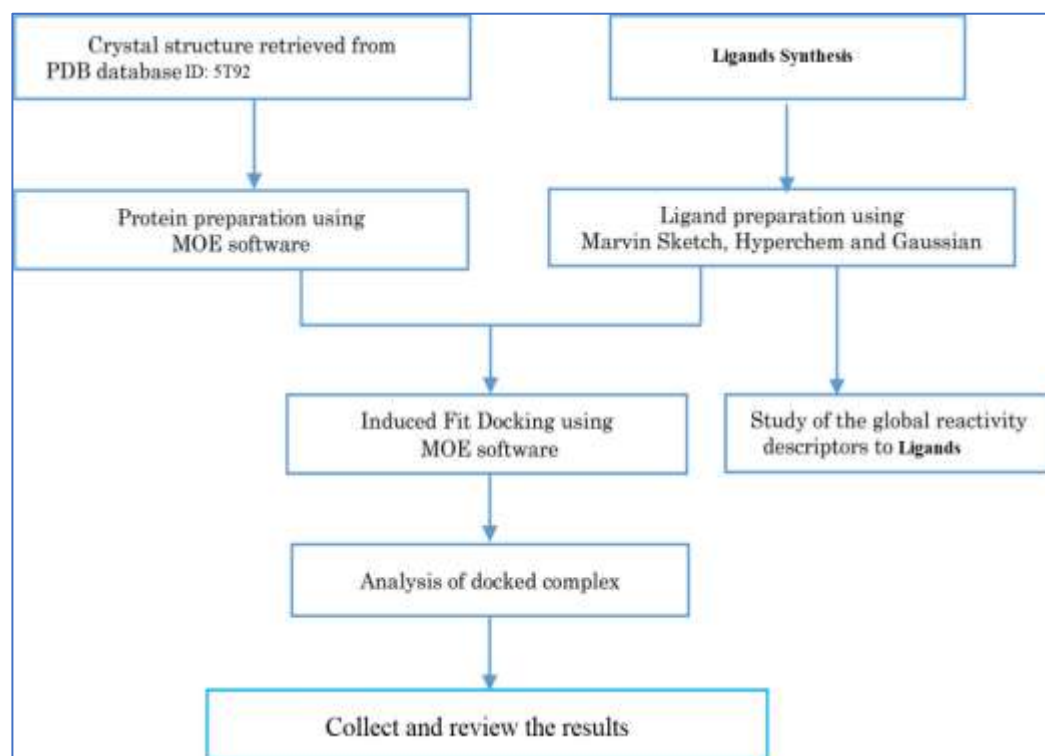 Crystal structure retrieved from
PDB database ID: 5T92
Ligands Synthesis
Protein preparation using
MOE software
Ligand preparation using
Marvin Sketch, Hyperchem and Gaussian
Induced Fit Docking using
MOE software
Study of the global reactivity
descriptors to Ligands
Analysis of docked complex
Collect and review the results